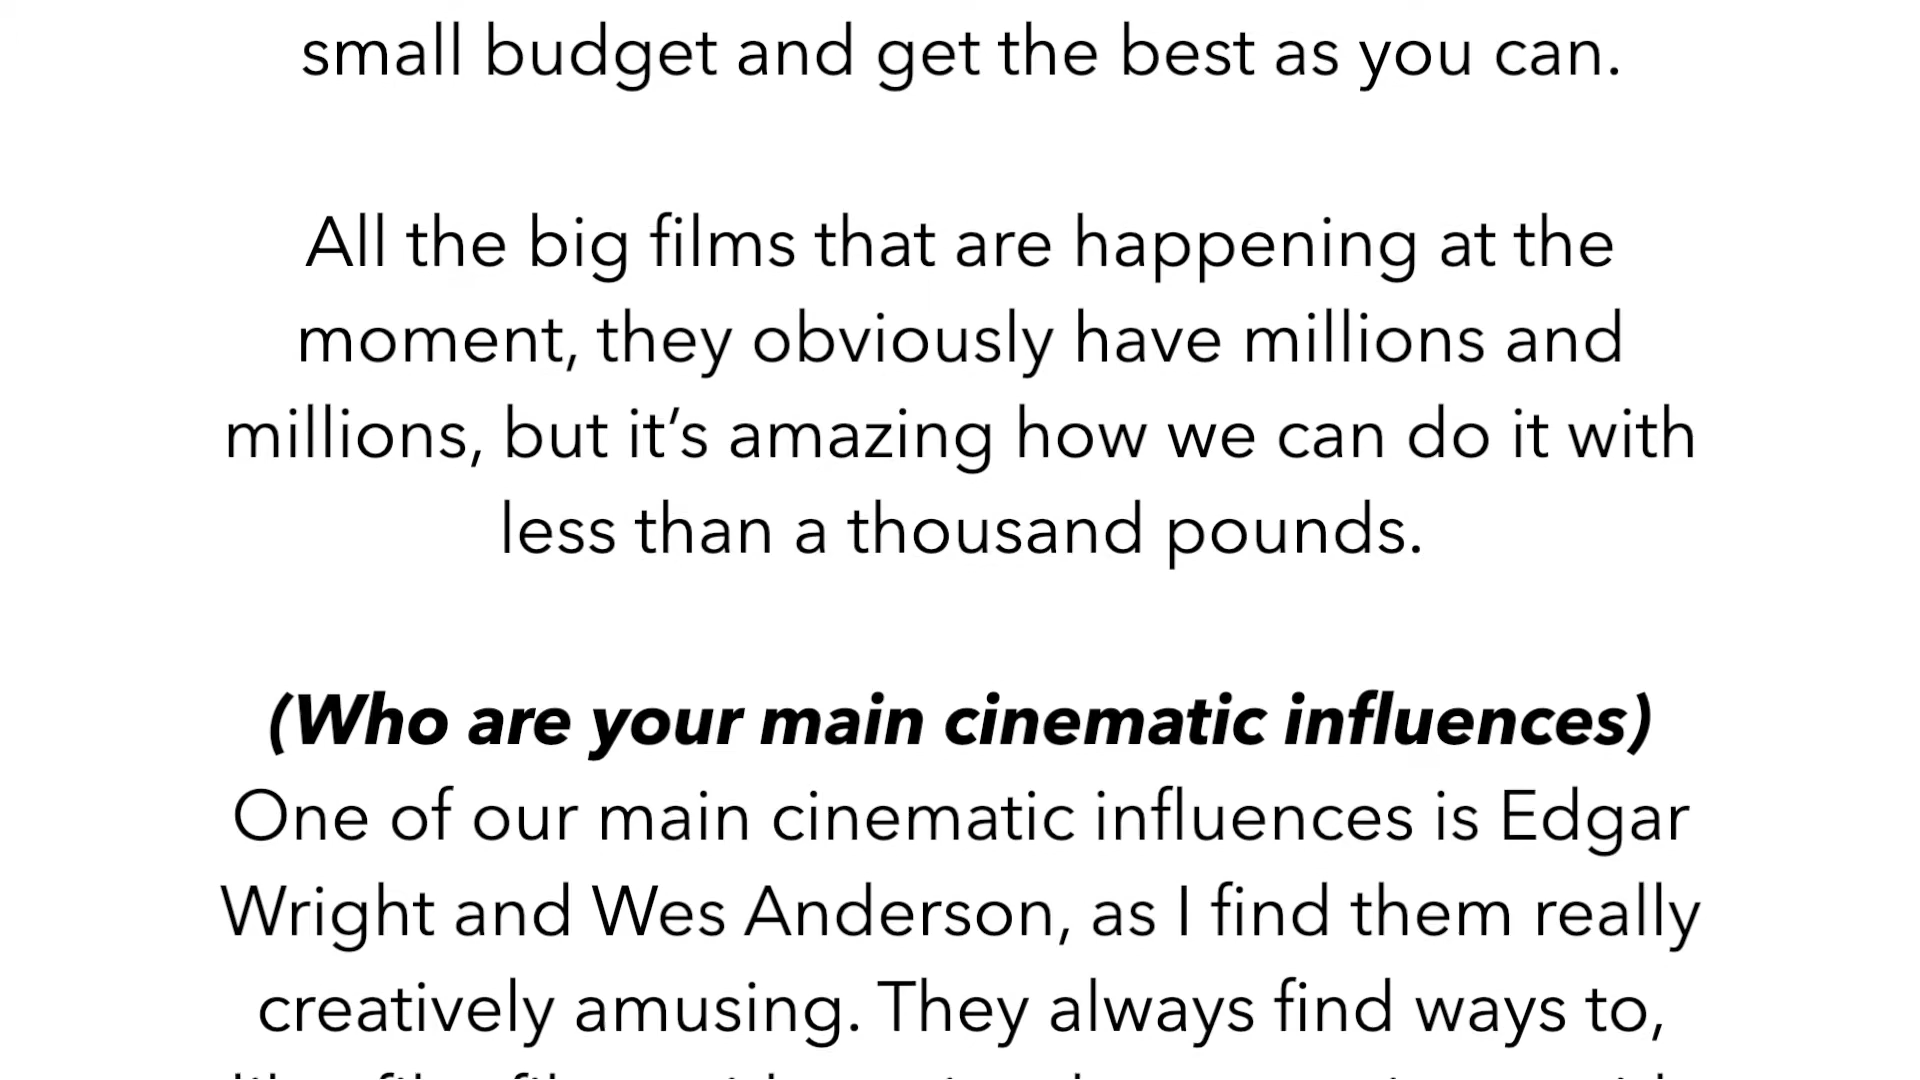 small budget and get the best as you can.
All the big films that are happening at the
moment, they obviously have millions and
millions, but it’s amazing how we can do it with
less than a thousand pounds.
(Who are your main cinematic influences)
One of our main cinematic influences is Edgar
Wright and Wes Anderson, as I find them really
creatively amusing. They always find ways to,